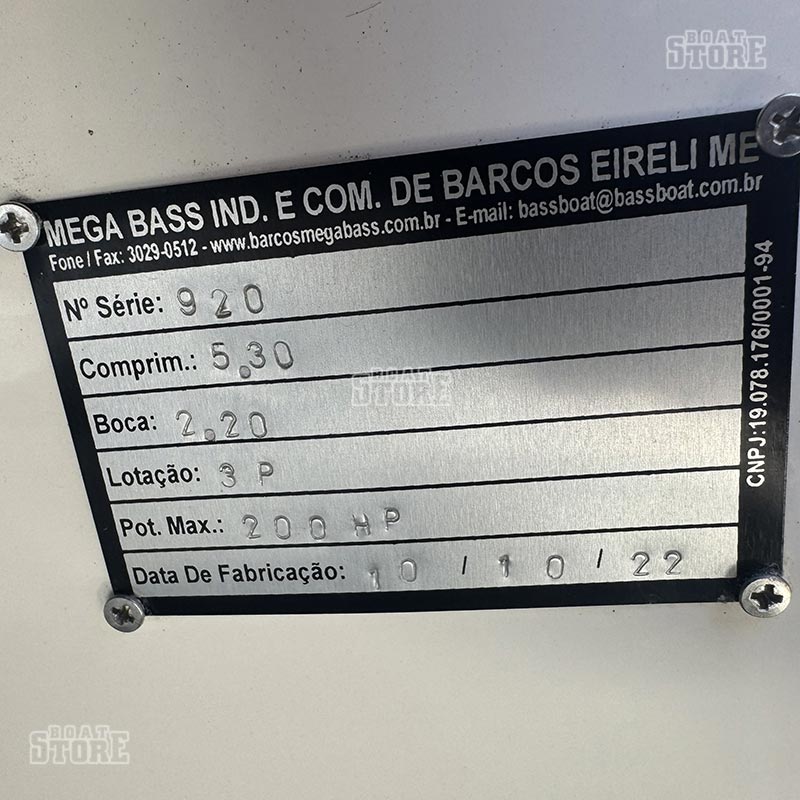 BOAT
STORE
MEGA BASS IND. E COM. DE BARCOS EIRELI ME
Fone / Fax: 3029-0512 - www.barcosmegabass.com.br - E-mail: bassboat@bassboat.com.br
Nº Série: 920
Comprim.: 5,30
Boca: 2,20
Lotação: 3 P
Pot. Max.: 200 HP
Data De Fabricação: 10 / 10 / 22
CNPJ:19.078.176/0001-94
BOAT
STORE
BOAT
STORE